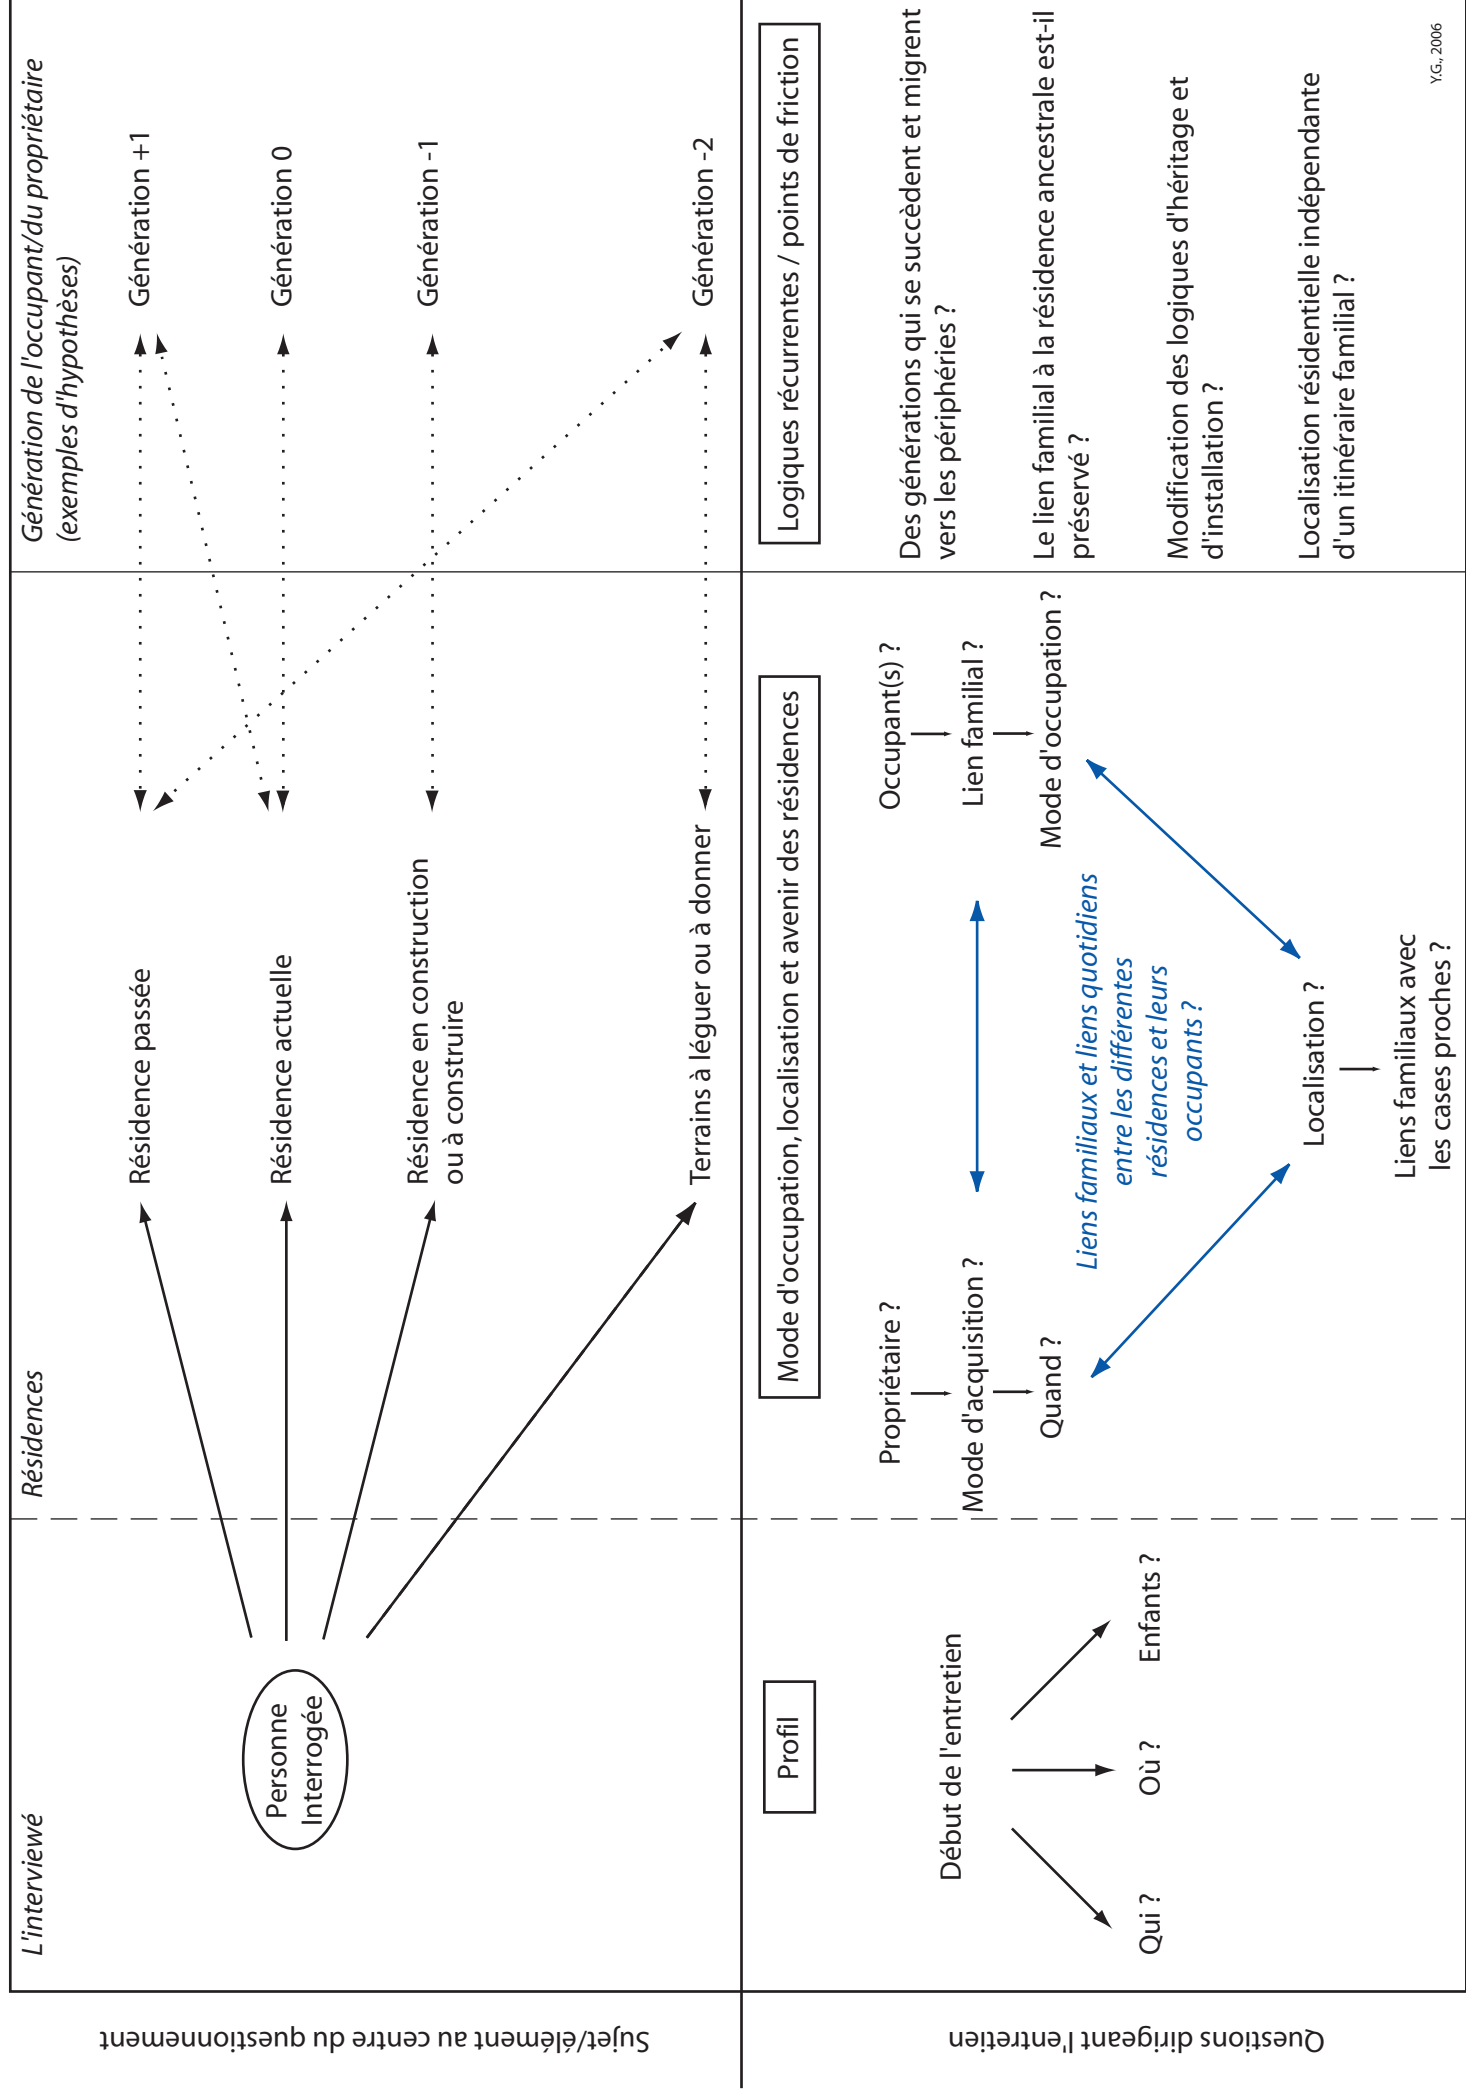 Sujet/élément au centre du questionnement
L'interviewé
Résidences
Génération de l'occupant/du propriétaire
(exemples d'hypothèses)
Personne
Interrogée
Résidence passée
Résidence actuelle
Résidence en construction
ou à construire
Terrains à léguer ou à donner
Génération +1
Génération 0
Génération -1
Génération -2
Questions dirigeant l'entretien
Profil
Début de l'entretien
Qui ?
Où ?
Enfants ?
Mode d'occupation, localisation et avenir des résidences
Propriétaire ?
Mode d'acquisition ?
Quand ?
Occupant(s) ?
Lien familial ?
Mode d'occupation ?
Liens familiaux et liens quotidiens
entre les différentes
résidences et leurs
occupants ?
Localisation ?
Liens familiaux avec
les cases proches ?
Logiques récurrentes / points de friction
Des générations qui se succèdent et migrent
vers les périphéries ?
Le lien familial à la résidence ancestrale est-il
préservé ?
Modification des logiques d'héritage et
d'installation ?
Localisation résidentielle indépendante
d'un itinéraire familial ?
Y.G., 2006